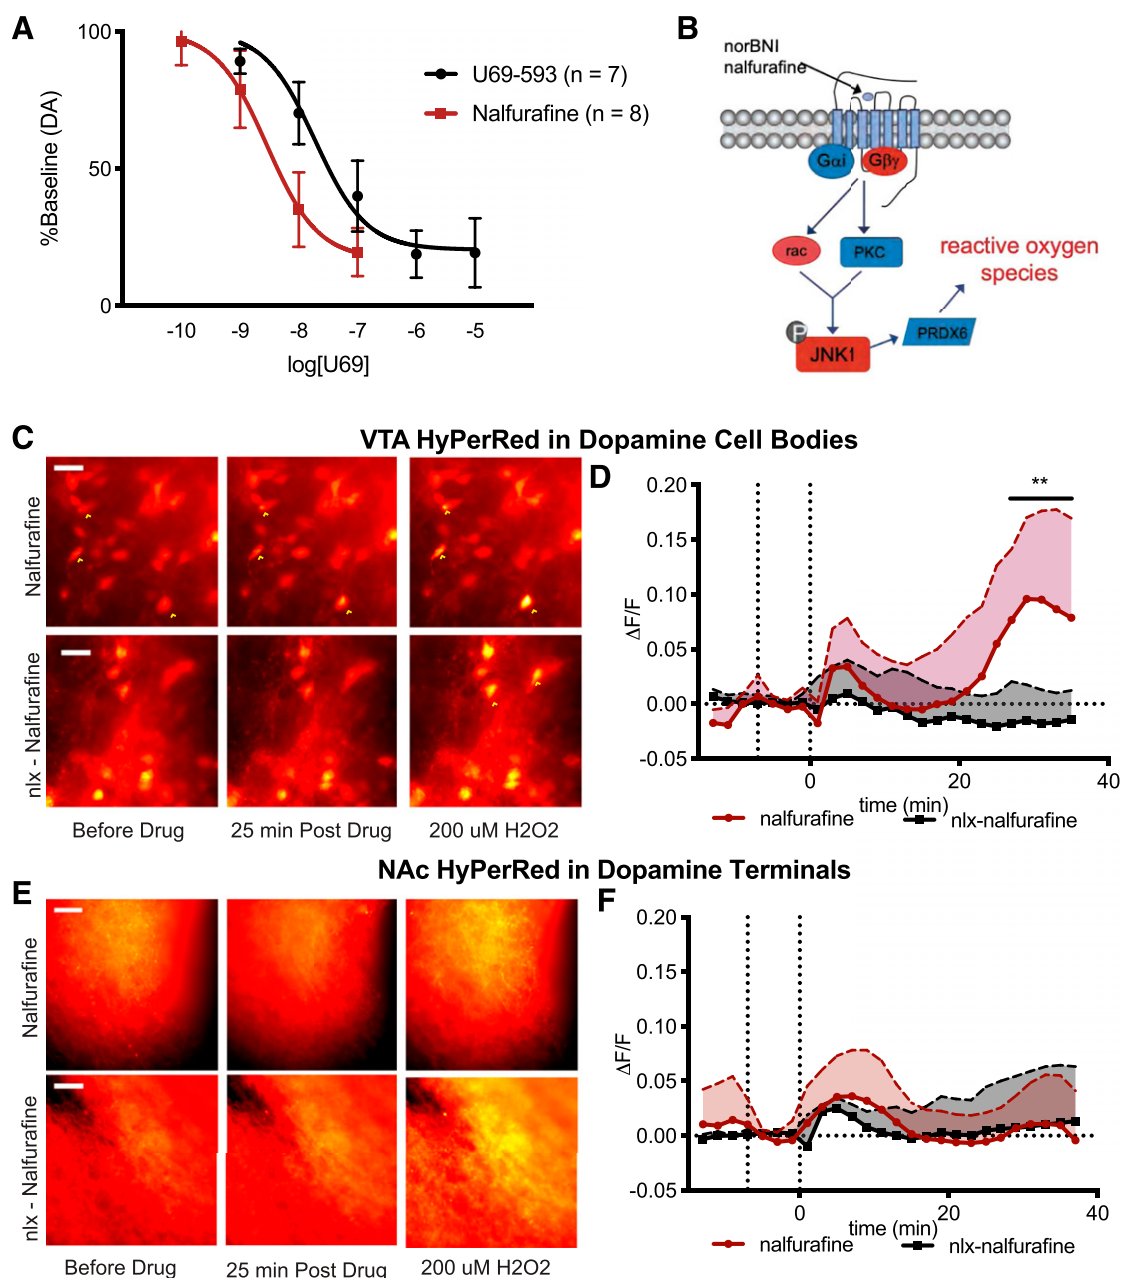 A
100
50
0
%Baseline (DA)
-10 -9 -8 -7 -6 -5
log[U69]
U69-593 (n = 7)
Nalfurafine (n = 8)
B
norBNI
nalfurafine
Gαi
Gβγ
rac
PKC
reactive oxygen
species
P
JNK1
PRDX6
C
VTA HyPerRed in Dopamine Cell Bodies
Nalfurafine
nlx - Nalfurafine
Before Drug
25 min Post Drug
200 uM H2O2
D
**
0.20
0.15
0.10
0.05
0.00
-0.05
ΔF/F
0 20 40
time (min)
nalfurafine
nlx-nalfurafine
NAc HyPerRed in Dopamine Terminals
E
Nalfurafine
nlx - Nalfurafine
Before Drug
25 min Post Drug
200 uM H2O2
F
0.20
0.15
0.10
0.05
0.00
-0.05
ΔF/F
0 40
time (min)
nalfurafine
nlx-nalfurafine